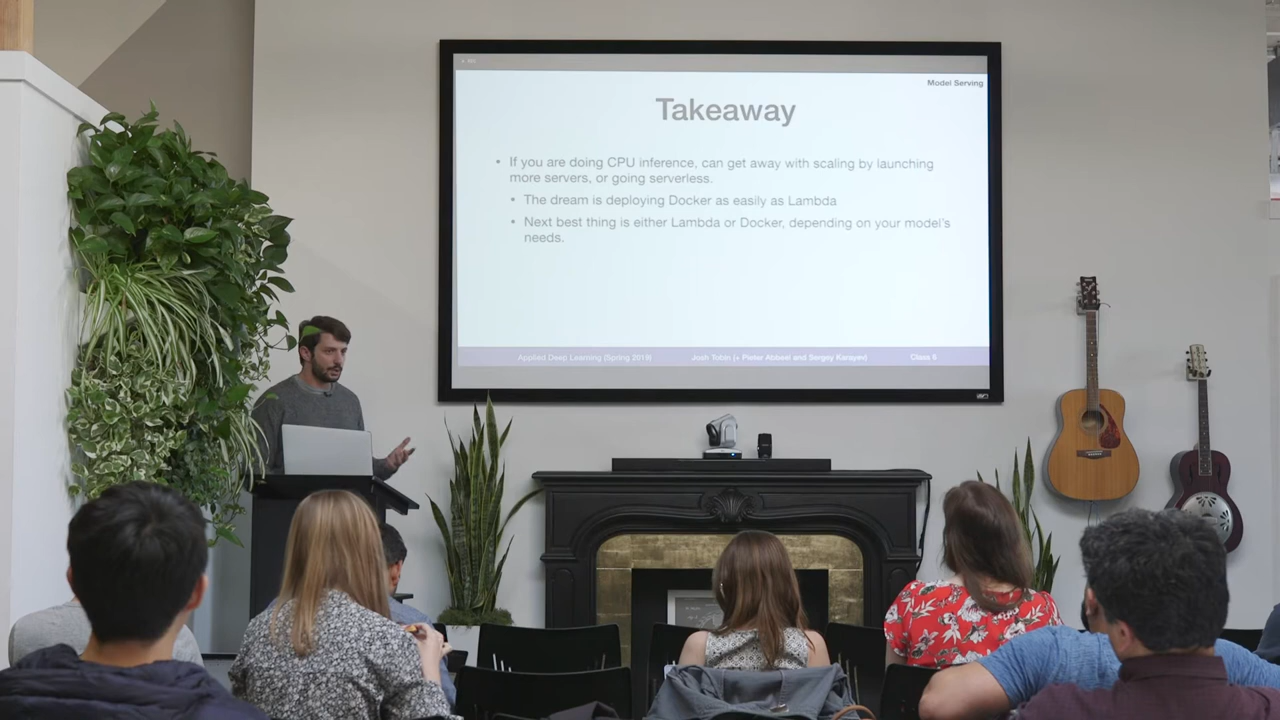 Model Serving
Takeaway
• If you are doing CPU inference, can get away with scaling by launching
more servers, or going serverless.
• The dream is deploying Docker as easily as Lambda
• Next best thing is either Lambda or Docker, depending on your model's
needs.
Applied Deep Learning (Spring 2019) Josh Tobin (+ Pieter Abbeel and Sergey Karayev) Class 6